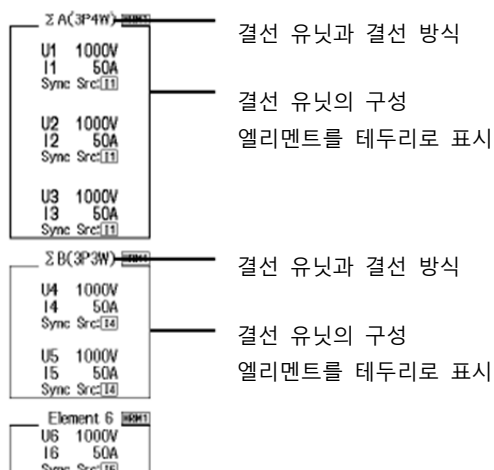 ΣA(3P4W) HRM1
U1 1000V
I1 50A
Sync Src:I1
U2 1000V
I2 50A
Sync Src:I1
U3 1000V
I3 50A
Sync Src:I1
결선 유닛과 결선 방식
결선 유닛의 구성
엘리멘트를 테두리로 표시
ΣB(3P3W)
U4 1000V
I4 50A
Sync Src:I4
U5 1000V
I5 50A
Sync Src:I4
결선 유닛과 결선 방식
결선 유닛의 구성
엘리멘트를 테두리로 표시
Element 6 HRM1
U6 1000V
I6 50A
Sync Src: